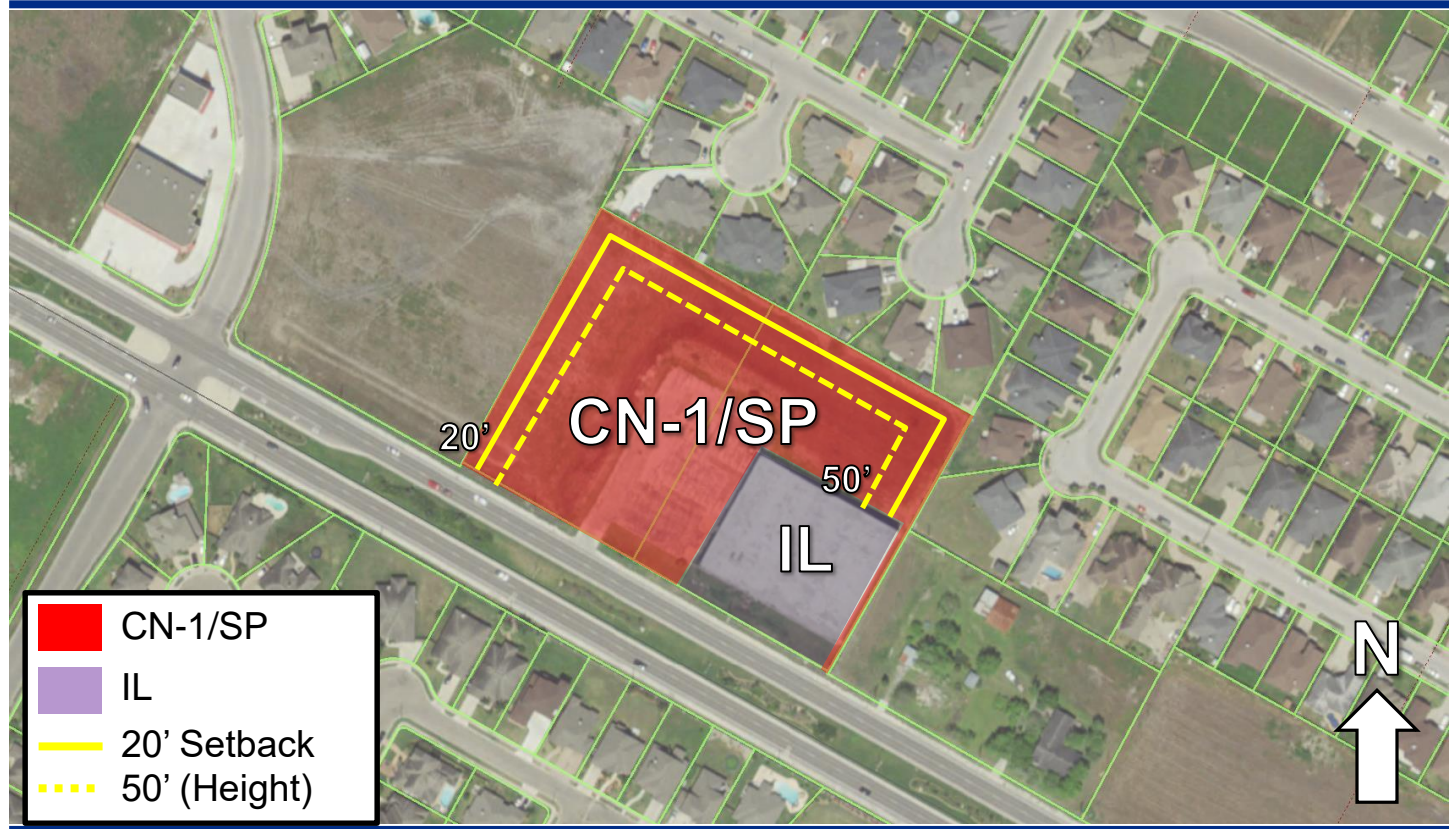 20’
CN-1/SP
50’
IL
CN-1/SP
IL
20’ Setback
50’ (Height)
N